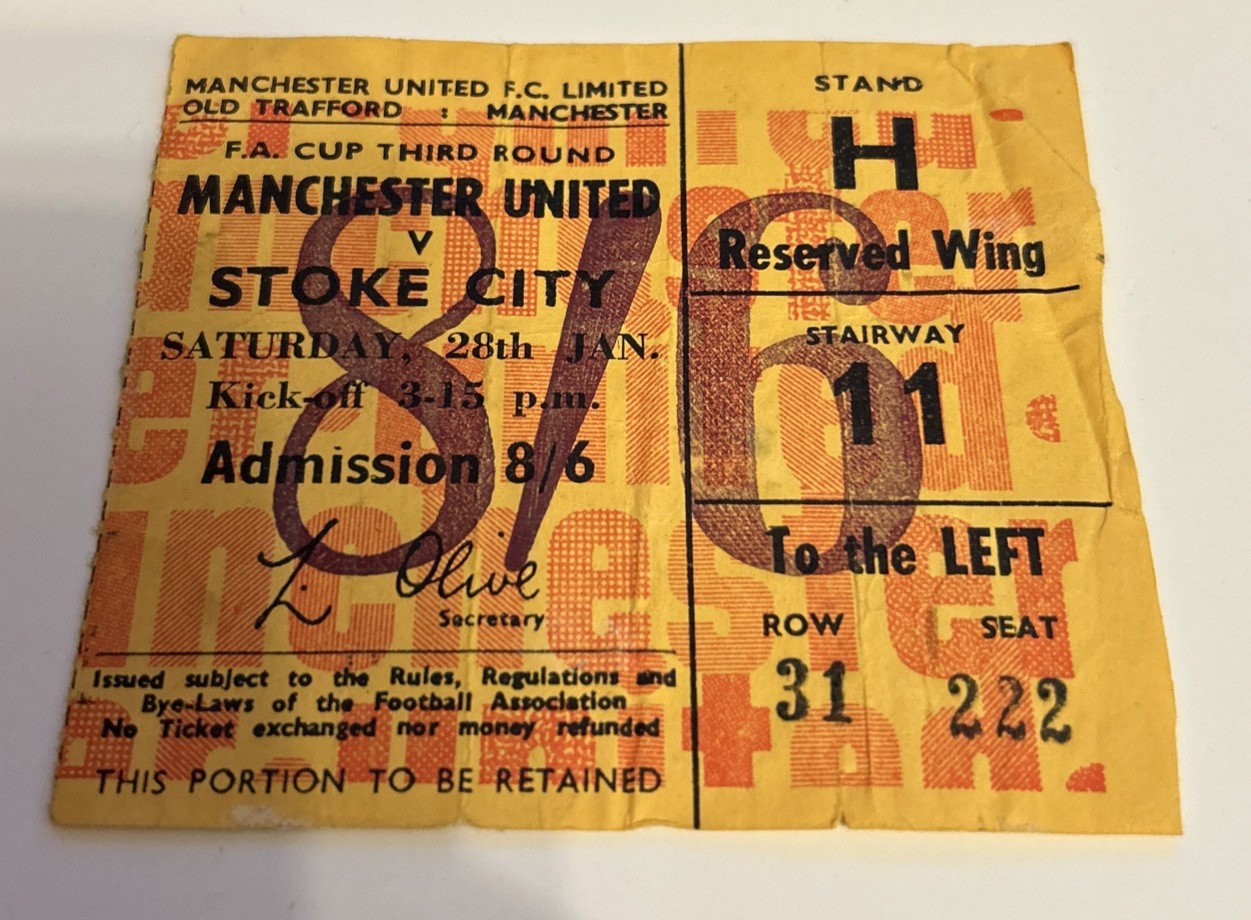 MANCHESTER UNITED F.C. LIMITED
OLD TRAFFORD : MANCHESTER
F.A. CUP THIRD ROUND
MANCHESTER UNITED
v
STOKE CITY
SATURDAY, 28th JAN.
Kick-off 3-15 p.m.
Admission 8/6
8/6
L. Olive
Secretary
Issued subject to the Rules, Regulations and
Bye-Laws of the Football Association
No Ticket exchanged nor money refunded
THIS PORTION TO BE RETAINED
STAND
H
Reserved Wing
STAIRWAY
11
To the LEFT
ROW SEAT
31 222